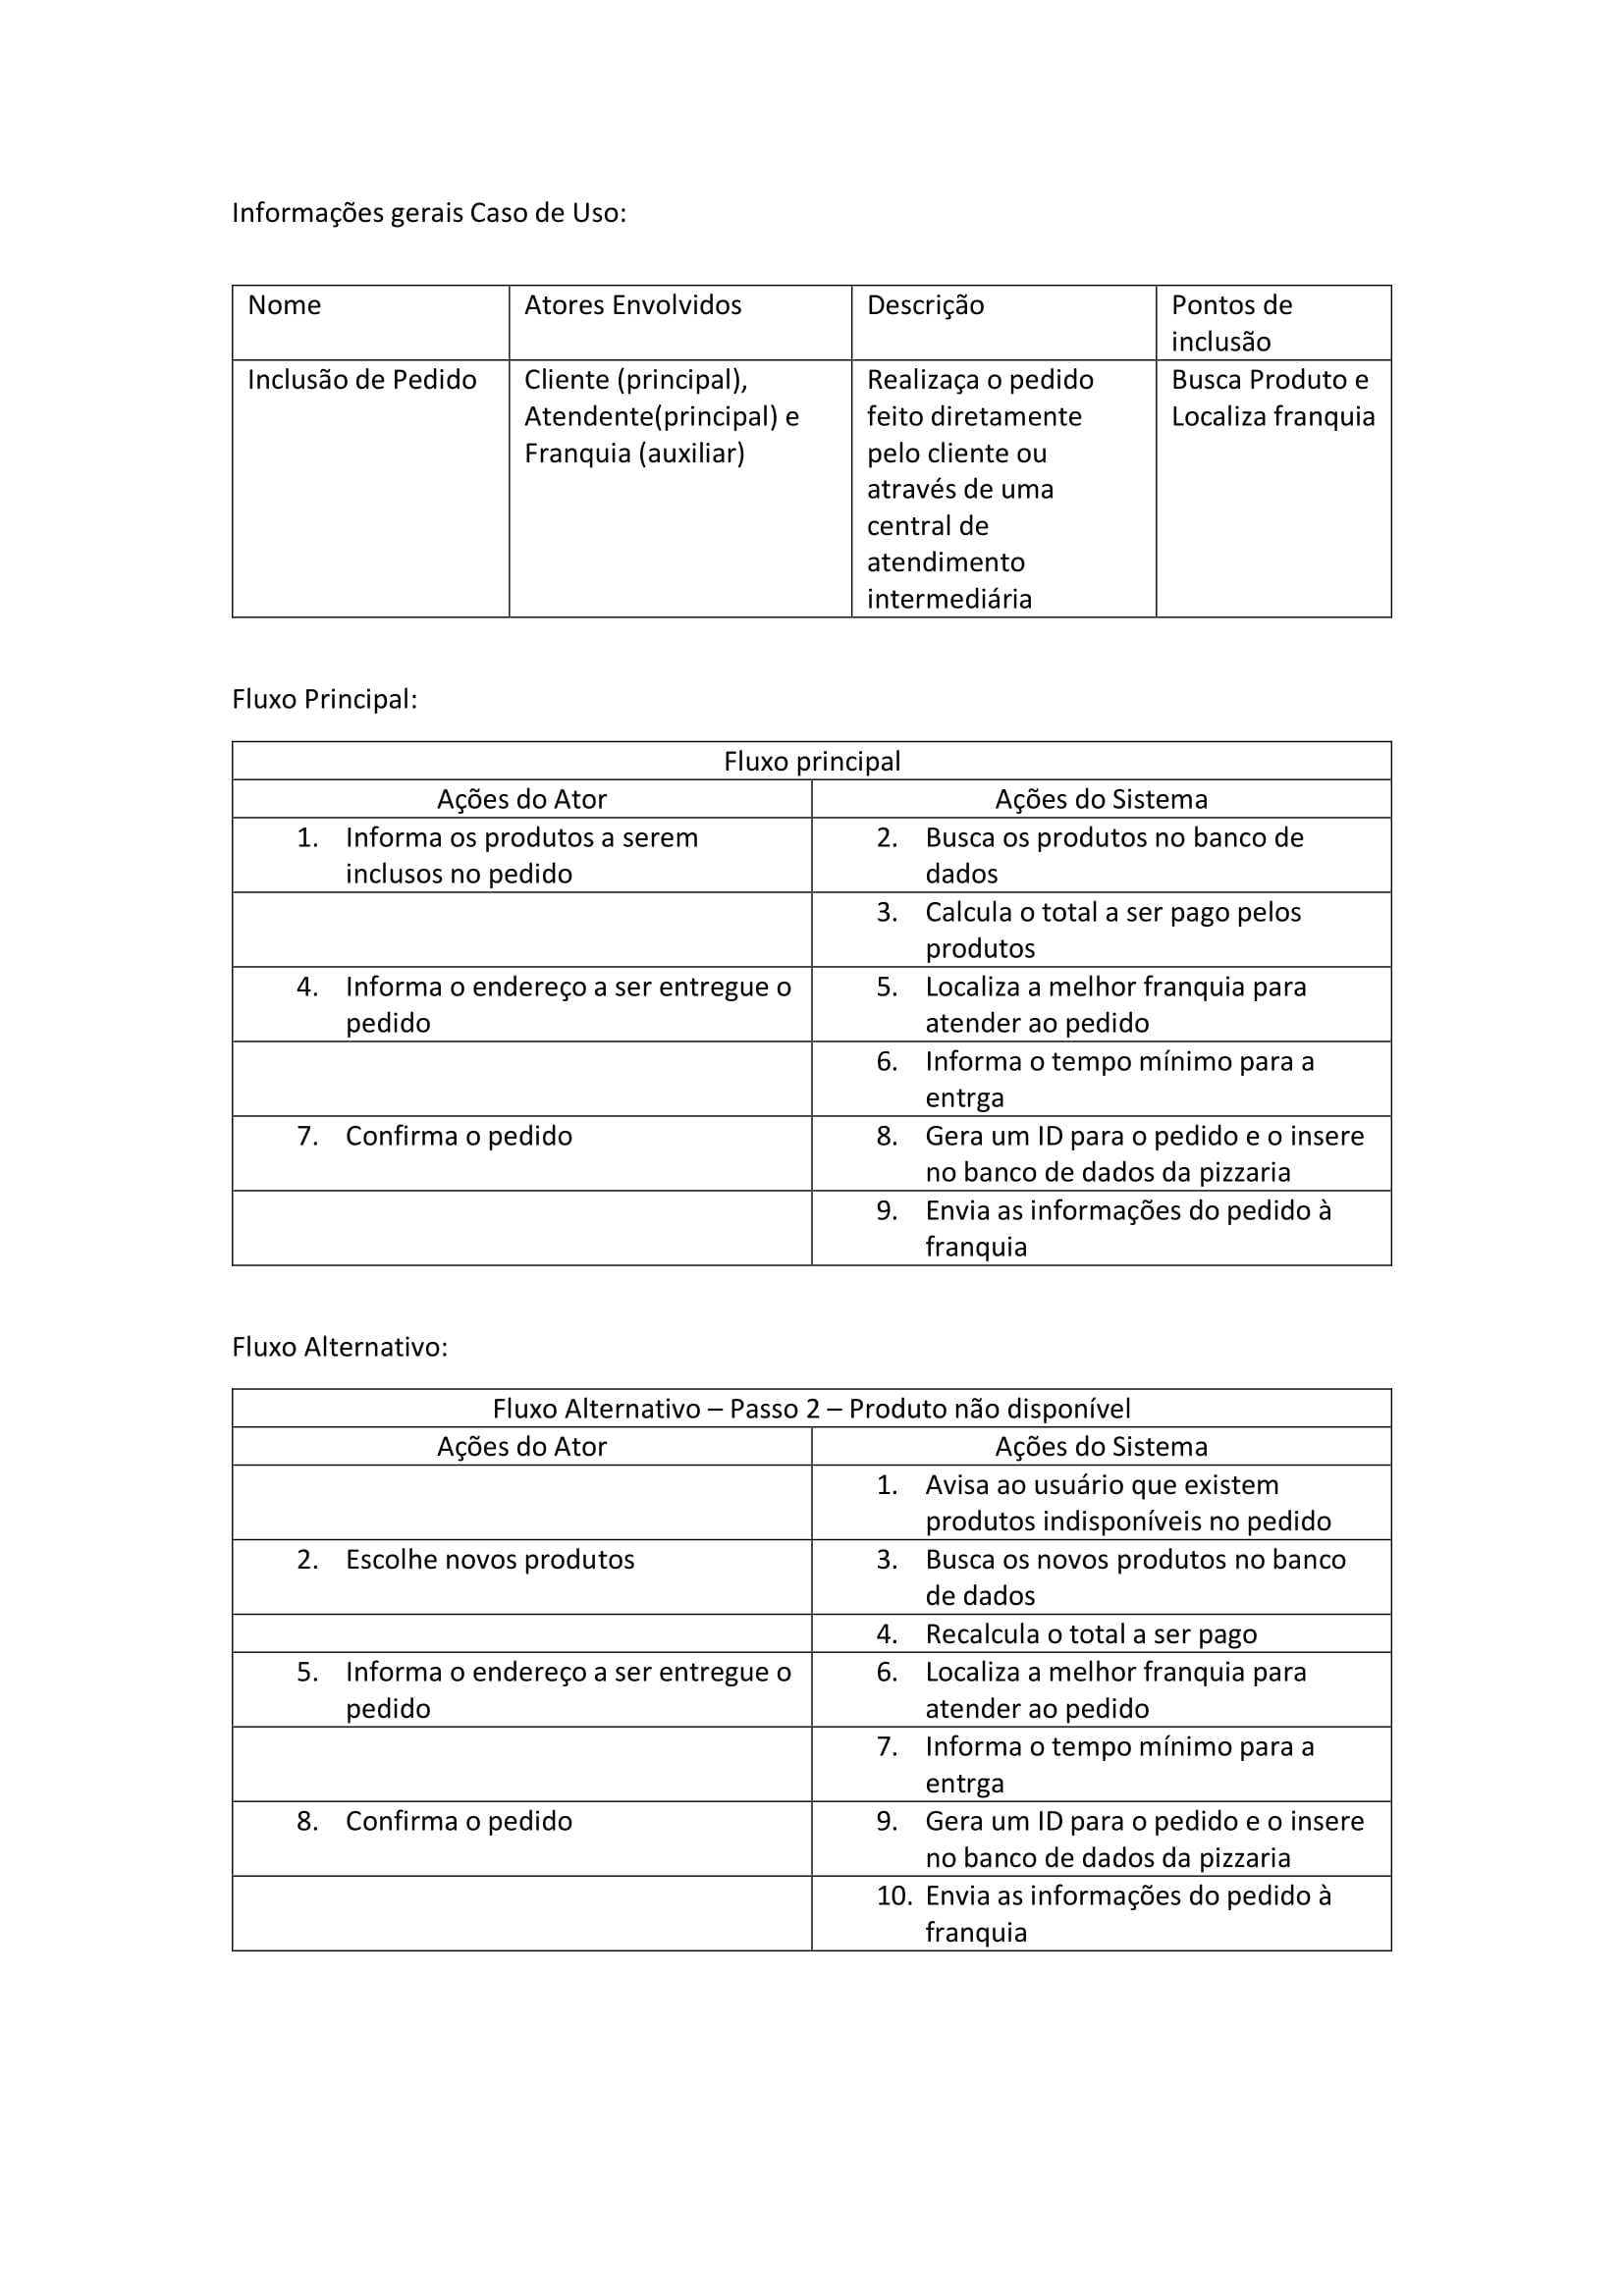 Informações gerais Caso de Uso:
Nome
Atores Envolvidos
Descrição
Pontos de
inclusão
Inclusão de Pedido
Cliente (principal),
Atendente(principal) e
Franquia (auxiliar)
Realizaça o pedido
feito diretamente
pelo cliente ou
através de uma
central de
atendimento
intermediária
Busca Produto e
Localiza franquia
Fluxo Principal:
Fluxo principal
Ações do Ator
Ações do Sistema
1. Informa os produtos a serem
inclusos no pedido
2. Busca os produtos no banco de
dados
3. Calcula o total a ser pago pelos
produtos
4. Informa o endereço a ser entregue o
pedido
5. Localiza a melhor franquia para
atender ao pedido
6. Informa o tempo mínimo para a
entrga
7. Confirma o pedido
8. Gera um ID para o pedido e o insere
no banco de dados da pizzaria
9. Envia as informações do pedido à
franquia
Fluxo Alternativo:
Fluxo Alternativo – Passo 2 – Produto não disponível
Ações do Ator
Ações do Sistema
1. Avisa ao usuário que existem
produtos indisponíveis no pedido
2. Escolhe novos produtos
3. Busca os novos produtos no banco
de dados
4. Recalcula o total a ser pago
5. Informa o endereço a ser entregue o
pedido
6. Localiza a melhor franquia para
atender ao pedido
7. Informa o tempo mínimo para a
entrga
8. Confirma o pedido
9. Gera um ID para o pedido e o insere
no banco de dados da pizzaria
10. Envia as informações do pedido à
franquia